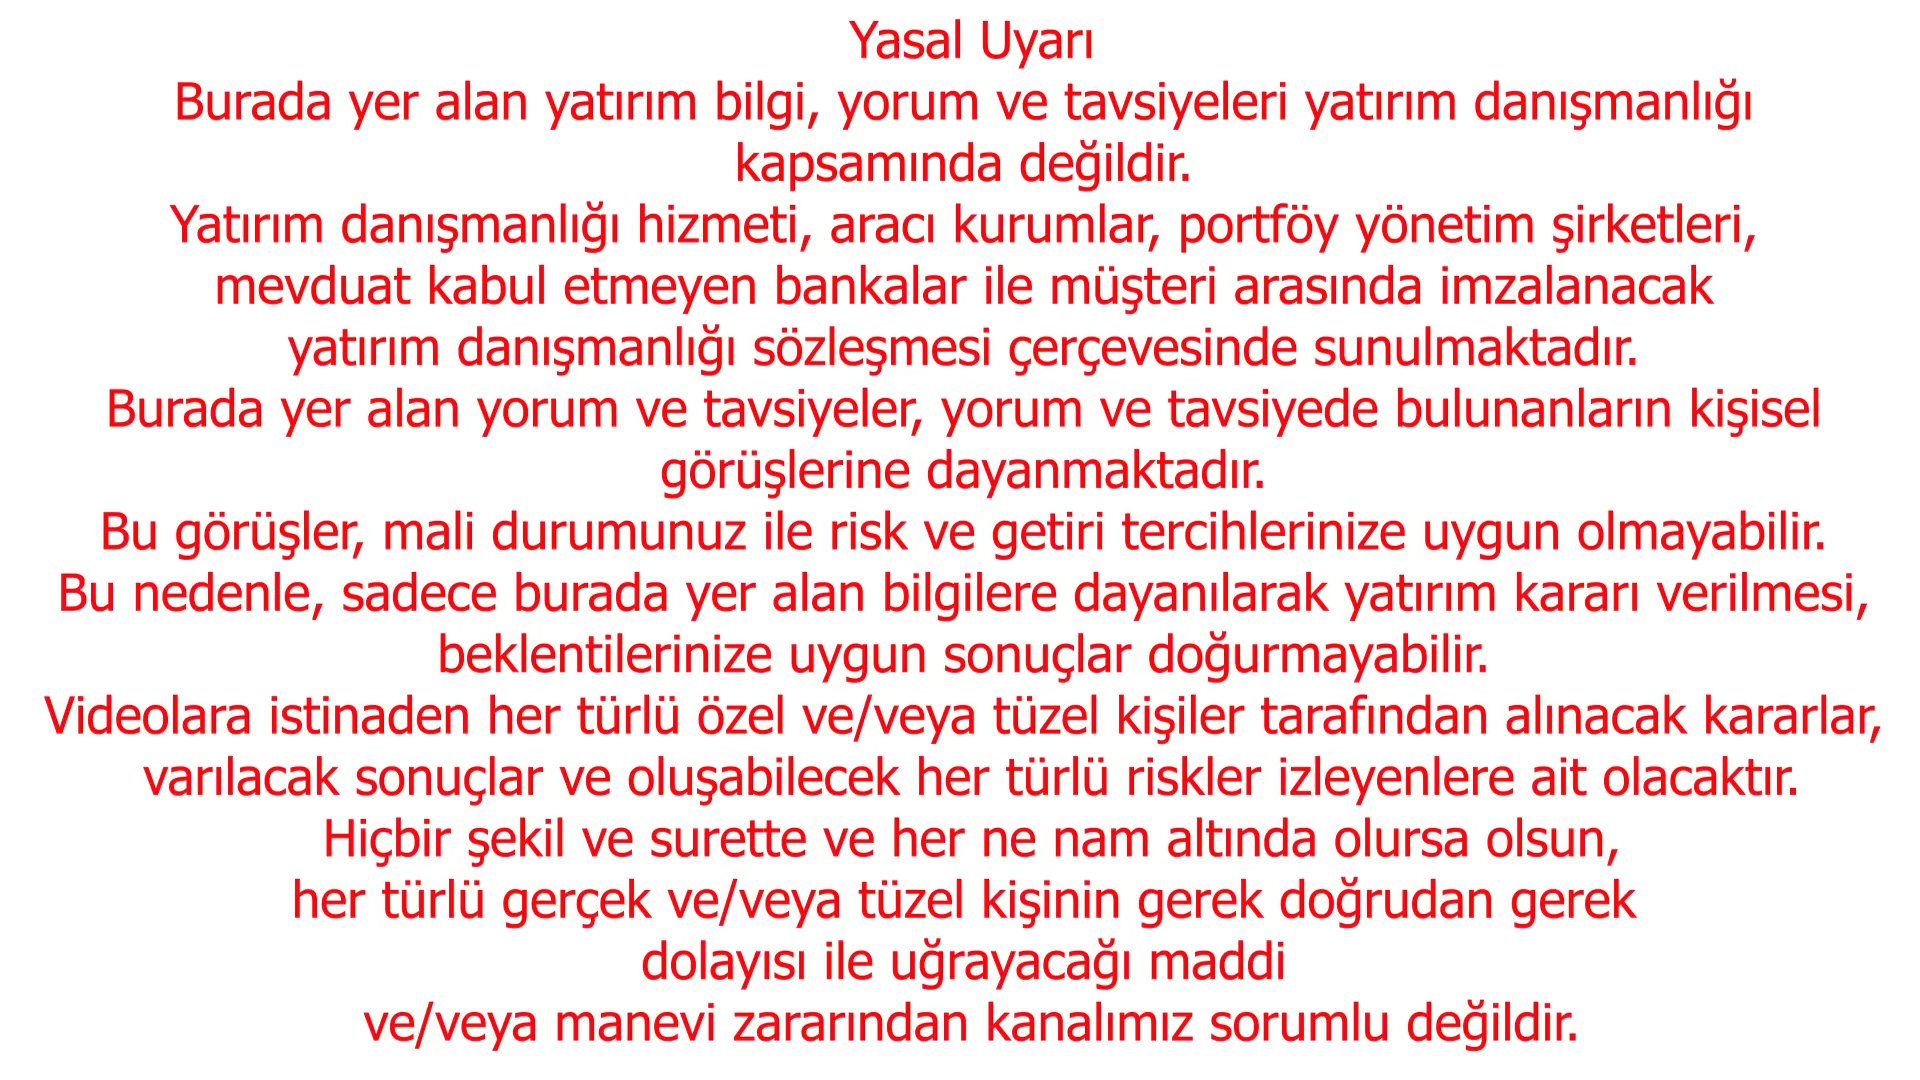 Yasal Uyarı
Burada yer alan yatırım bilgi, yorum ve tavsiyeleri yatırım danışmanlığı
kapsamında değildir.
Yatırım danışmanlığı hizmeti, aracı kurumlar, portföy yönetim şirketleri,
mevduat kabul etmeyen bankalar ile müşteri arasında imzalanacak
yatırım danışmanlığı sözleşmesi çerçevesinde sunulmaktadır.
Burada yer alan yorum ve tavsiyeler, yorum ve tavsiyede bulunanların kişisel
görüşlerine dayanmaktadır.
Bu görüşler, mali durumunuz ile risk ve getiri tercihlerinize uygun olmayabilir.
Bu nedenle, sadece burada yer alan bilgilere dayanılarak yatırım kararı verilmesi,
beklentilerinize uygun sonuçlar doğurmayabilir.
Videolara istinaden her türlü özel ve/veya tüzel kişiler tarafından alınacak kararlar,
varılacak sonuçlar ve oluşabilecek her türlü riskler izleyenlere ait olacaktır.
Hiçbir şekil ve surette ve her ne nam altında olursa olsun,
her türlü gerçek ve/veya tüzel kişinin gerek doğrudan gerek
dolayısı ile uğrayacağı maddi
ve/veya manevi zararından kanalımız sorumlu değildir.